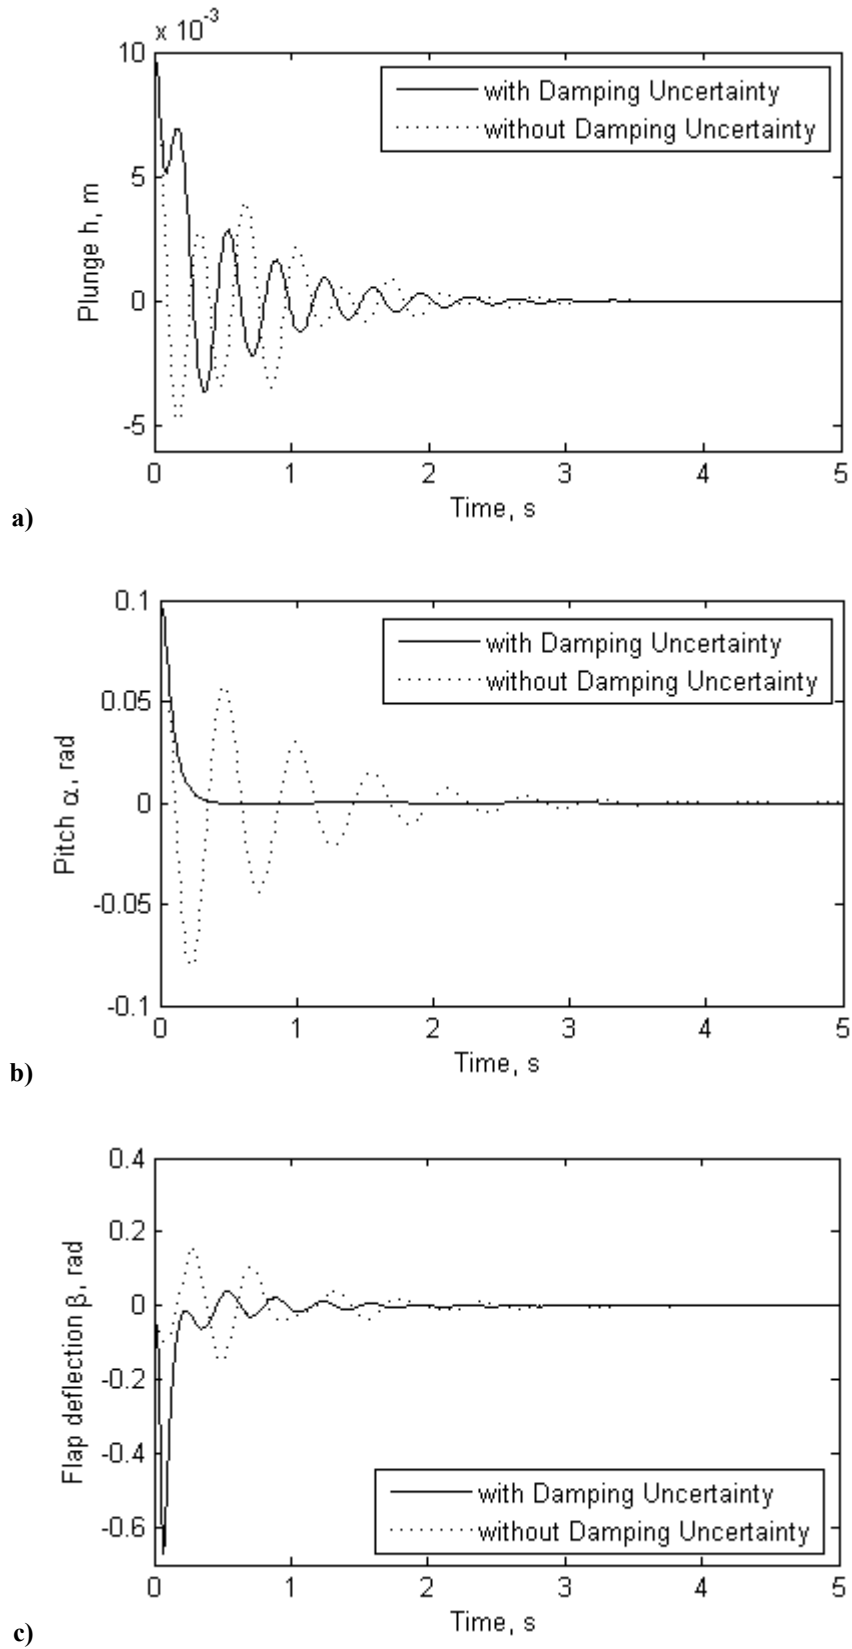 x 10⁻³
10
with Damping Uncertainty
without Damping Uncertainty
5
Plunge h, m
0
-5
0 1 2 3 4 5
Time, s
a)
0.1
with Damping Uncertainty
without Damping Uncertainty
0.05
Pitch α, rad
0
-0.05
-0.1
0 1 2 3 4 5
Time, s
b)
0.4
0.2
Flap deflection β, rad
0
-0.2
-0.4
with Damping Uncertainty
-0.6
without Damping Uncertainty
0 1 2 3 4 5
Time, s
c)